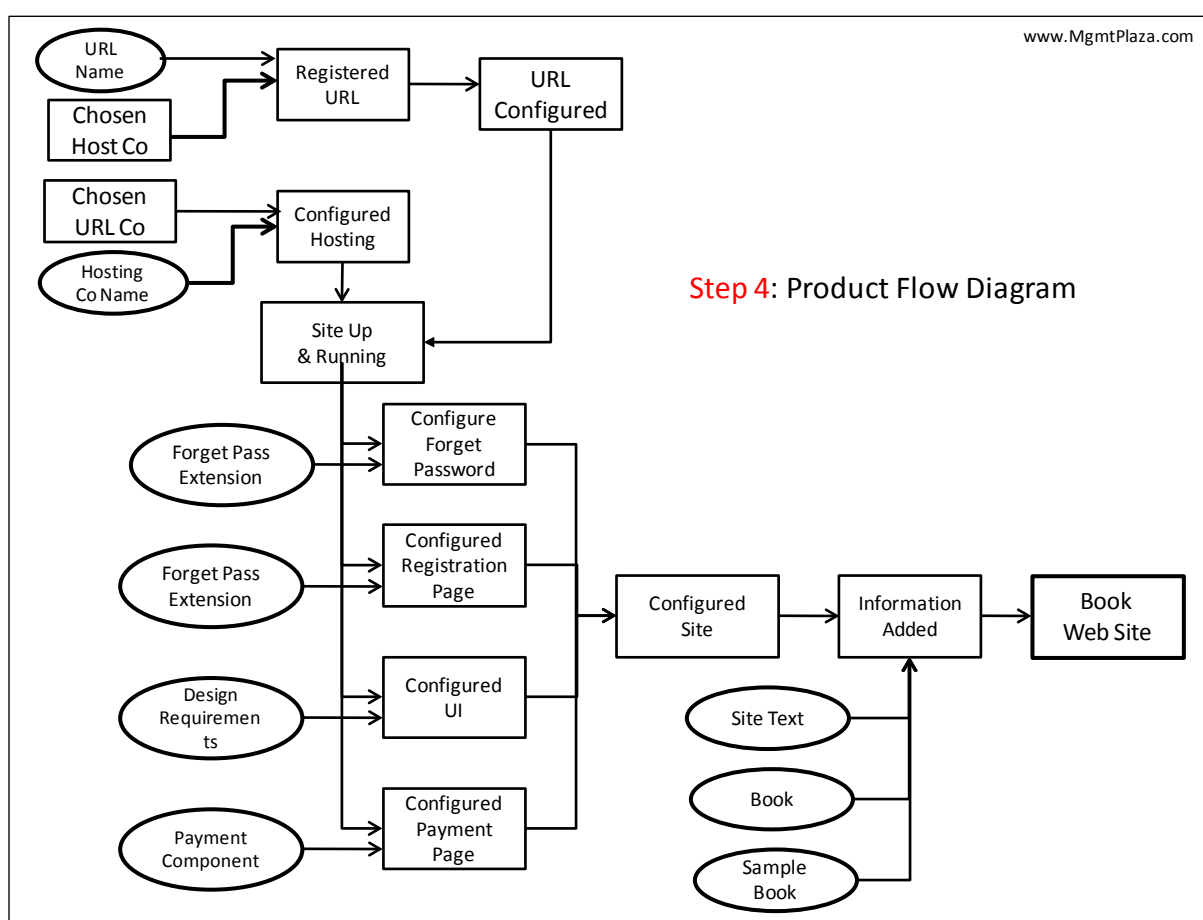 www.MgmtPlaza.com
URL
Name
Registered
URL
URL
Configured
Chosen
Host Co
Chosen
URL Co
Configured
Hosting
Hosting
Co Name
Step 4: Product Flow Diagram
Site Up
& Running
Configure
Forget
Password
Forget Pass
Extension
Configured
Registration
Page
Forget Pass
Extension
Configured
Site
Information
Added
Book
Web Site
Configured
UI
Design
Requiremen
ts
Site Text
Book
Configured
Payment
Page
Payment
Component
Sample
Book